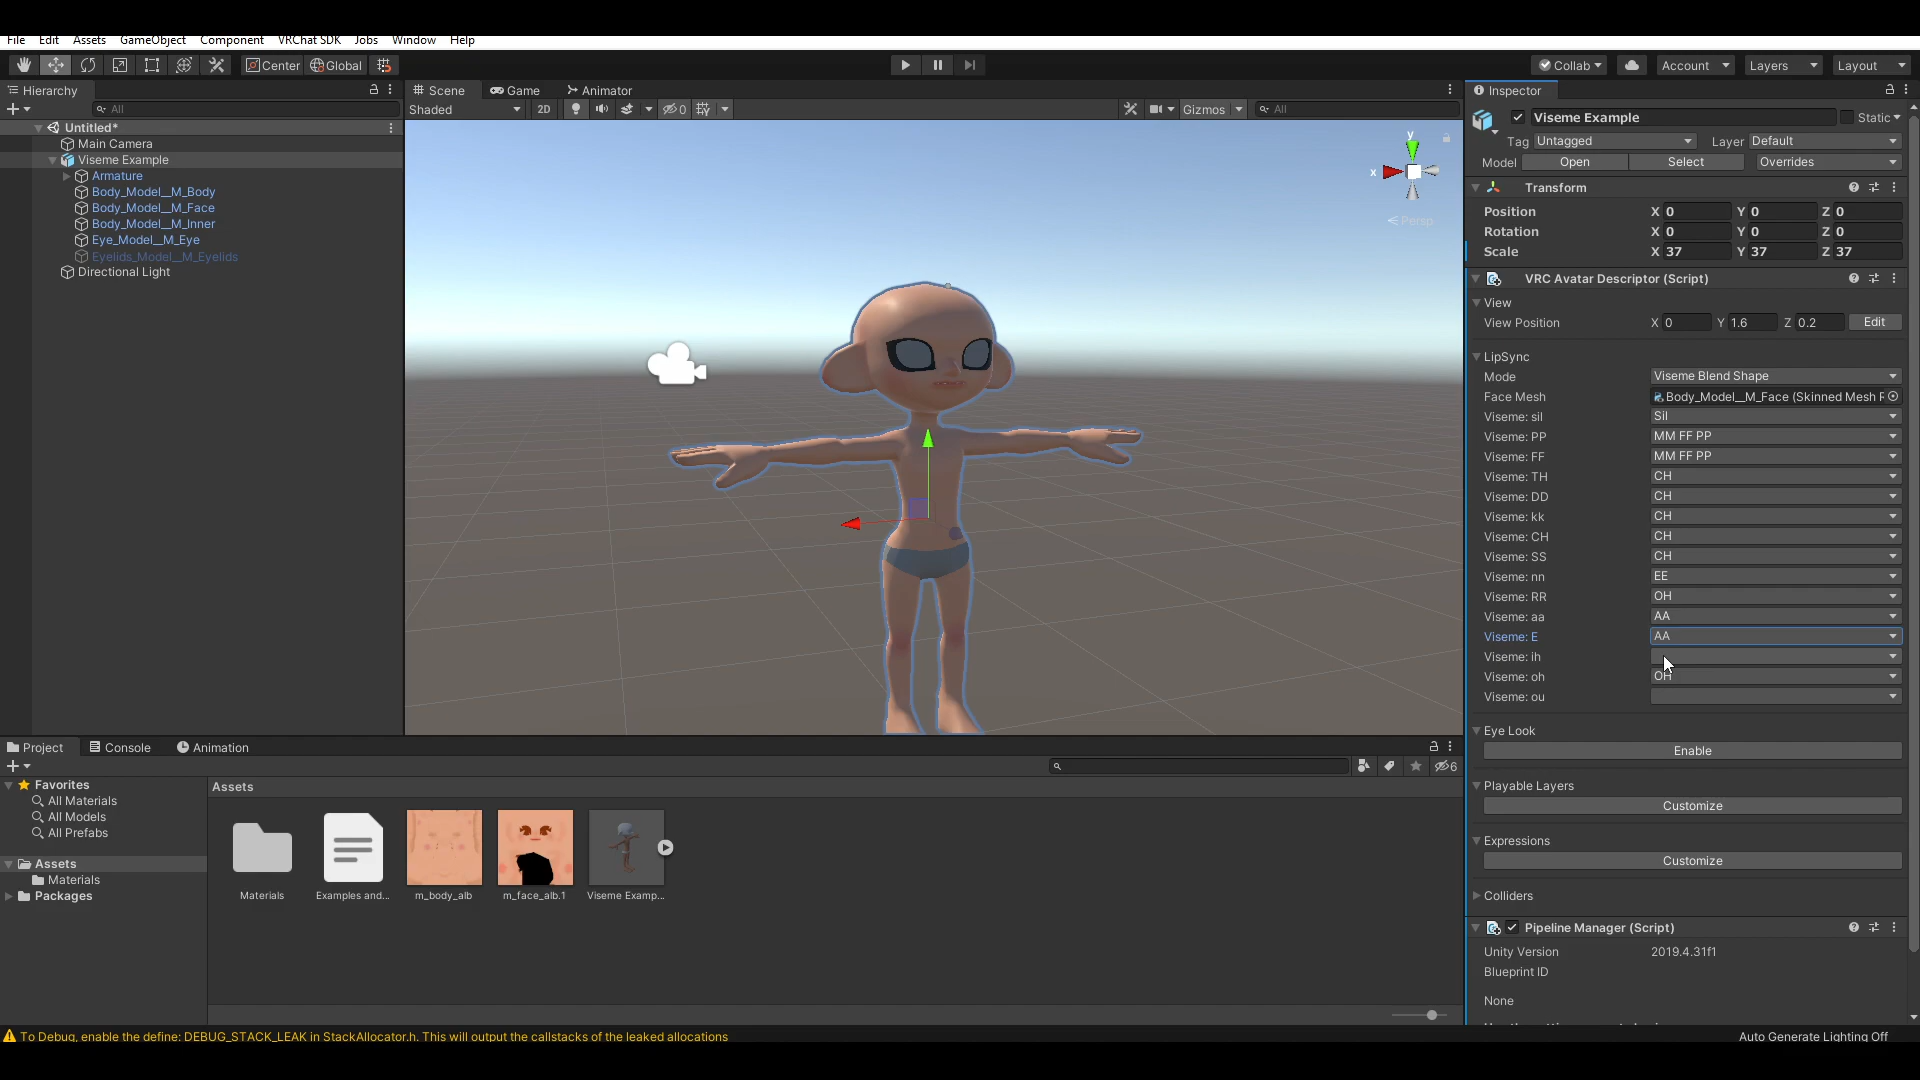 File Edit Assets GameObject Component VRChat SDK Jobs Window Help
Center Global Collab Account Layers Layout
Hierarchy
All
Untitled*
Main Camera
Viseme Example
Armature
Body_Model__M_Body
Body_Model__M_Face
Body_Model__M_Inner
Eye_Model__M_Eye
Eyelids_Model__M_Eyelids
Directional Light
Scene Game Animator
Shaded 2D 0 Gizmos All
y
x
Persp
Inspector
Viseme Example Static
Tag Untagged Layer Default
Model Open Select Overrides
Transform
Position X 0 Y 0 Z 0
Rotation X 0 Y 0 Z 0
Scale X 37 Y 37 Z 37
VRC Avatar Descriptor (Script)
View
View Position X 0 Y 1.6 Z 0.2 Edit
LipSync
Mode Viseme Blend Shape
Face Mesh Body_Model__M_Face (Skinned Mesh R
Viseme: sil Sil
Viseme: PP MM FF PP
Viseme: FF MM FF PP
Viseme: TH CH
Viseme: DD CH
Viseme: kk CH
Viseme: CH CH
Viseme: SS CH
Viseme: nn EE
Viseme: RR OH
Viseme: aa AA
Viseme: E AA
Viseme: ih
Viseme: oh OH
Viseme: ou
Eye Look
Enable
Playable Layers
Customize
Expressions
Customize
Colliders
Pipeline Manager (Script)
Unity Version 2019.4.31f1
Blueprint ID
None
Project Console Animation
6
Favorites
All Materials
All Models
All Prefabs
Assets
Materials
Packages
Assets
Materials Examples and... m_body_alb m_face_alb.1 Viseme Examp...
To Debug, enable the define: DEBUG_STACK_LEAK in StackAllocator.h. This will output the callstacks of the leaked allocations
Auto Generate Lighting Off